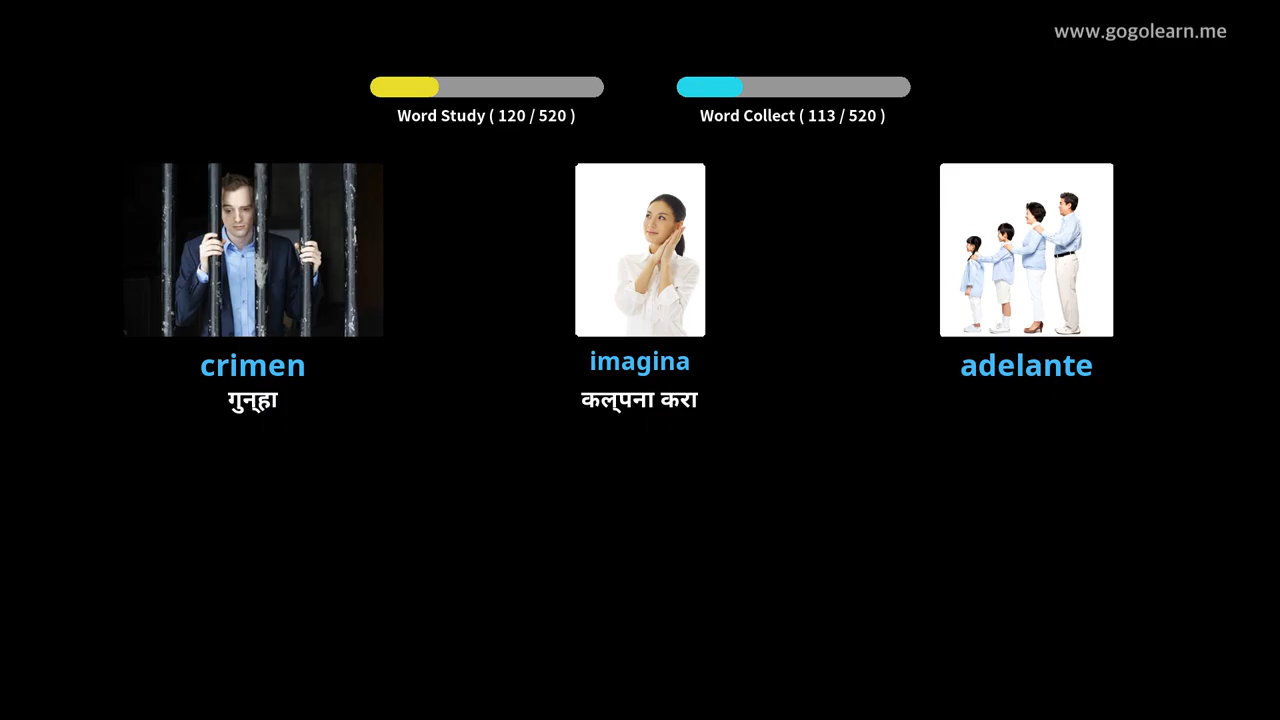 www.gogolearn.me
Word Study ( 120 / 520 )
Word Collect ( 113 / 520 )
crimen
imagina
adelante
गुन्हा
कल्पना करा